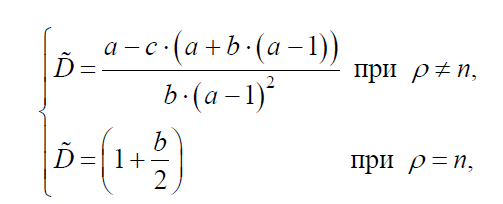 D̃ = (a − c·(a + b·(a − 1))) / (b·(a − 1)²) при ρ ≠ n,
D̃ = (1 + b/2) при ρ = n,